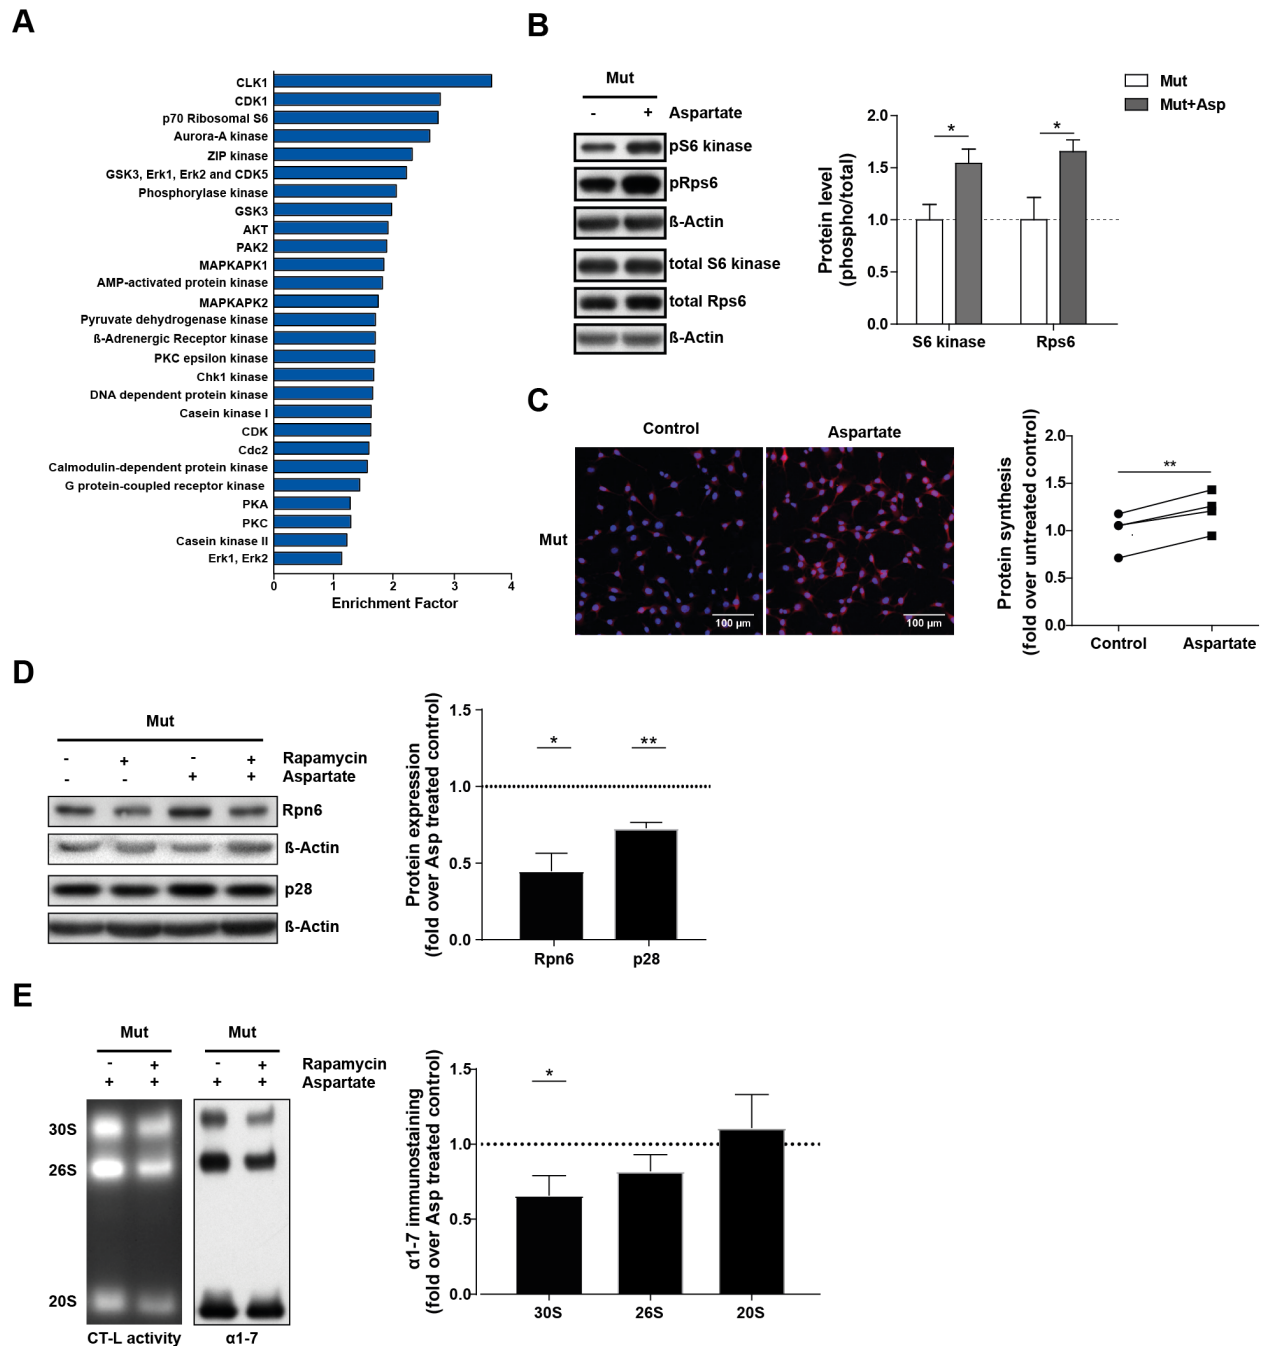 A
CLK1
CDK1
p70 Ribosomal S6
Aurora-A kinase
ZIP kinase
GSK3, Erk1, Erk2 and CDK5
Phosphorylase kinase
GSK3
AKT
PAK2
MAPKAPK1
AMP-activated protein kinase
MAPKAPK2
Pyruvate dehydrogenase kinase
ß-Adrenergic Receptor kinase
PKC epsilon kinase
Chk1 kinase
DNA dependent protein kinase
Casein kinase I
CDK
Cdc2
Calmodulin-dependent protein kinase
G protein-coupled receptor kinase
PKA
PKC
Casein kinase II
Erk1, Erk2
0 1 2 3 4
Enrichment Factor
B
Mut
- + Aspartate
pS6 kinase
pRps6
ß-Actin
total S6 kinase
total Rps6
ß-Actin
Mut
Mut+Asp
Protein level
(phospho/total)
2.0
1.5
1.0
0.5
0.0
* *
S6 kinase Rps6
C
Control Aspartate
Mut
100 µm 100 µm
Protein synthesis
(fold over untreated control)
2.0
1.5
1.0
0.5
0.0
**
Control Aspartate
D
Mut
- + - + Rapamycin
- - + + Aspartate
Rpn6
ß-Actin
p28
ß-Actin
Protein expression
(fold over Asp treated control)
1.5
1.0
0.5
0.0
* **
Rpn6 p28
E
Mut Mut
- + - + Rapamycin
+ + + + Aspartate
30S
26S
20S
CT-L activity α1-7
α1-7 immunostaining
(fold over Asp treated control)
1.5
1.0
0.5
0.0
*
30S 26S 20S